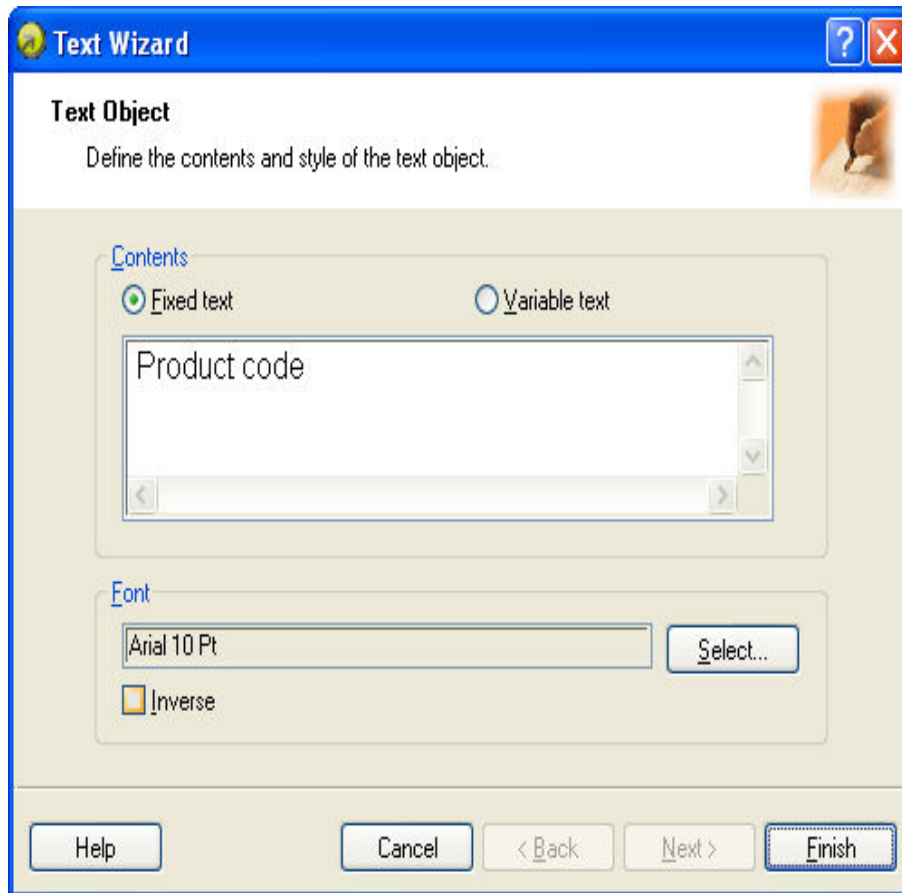 Text Wizard
Text Object
Define the contents and style of the text object.
Contents
Fixed text Variable text
Product code
Font
Arial 10 Pt Select...
Inverse
Help Cancel < Back Next > Finish